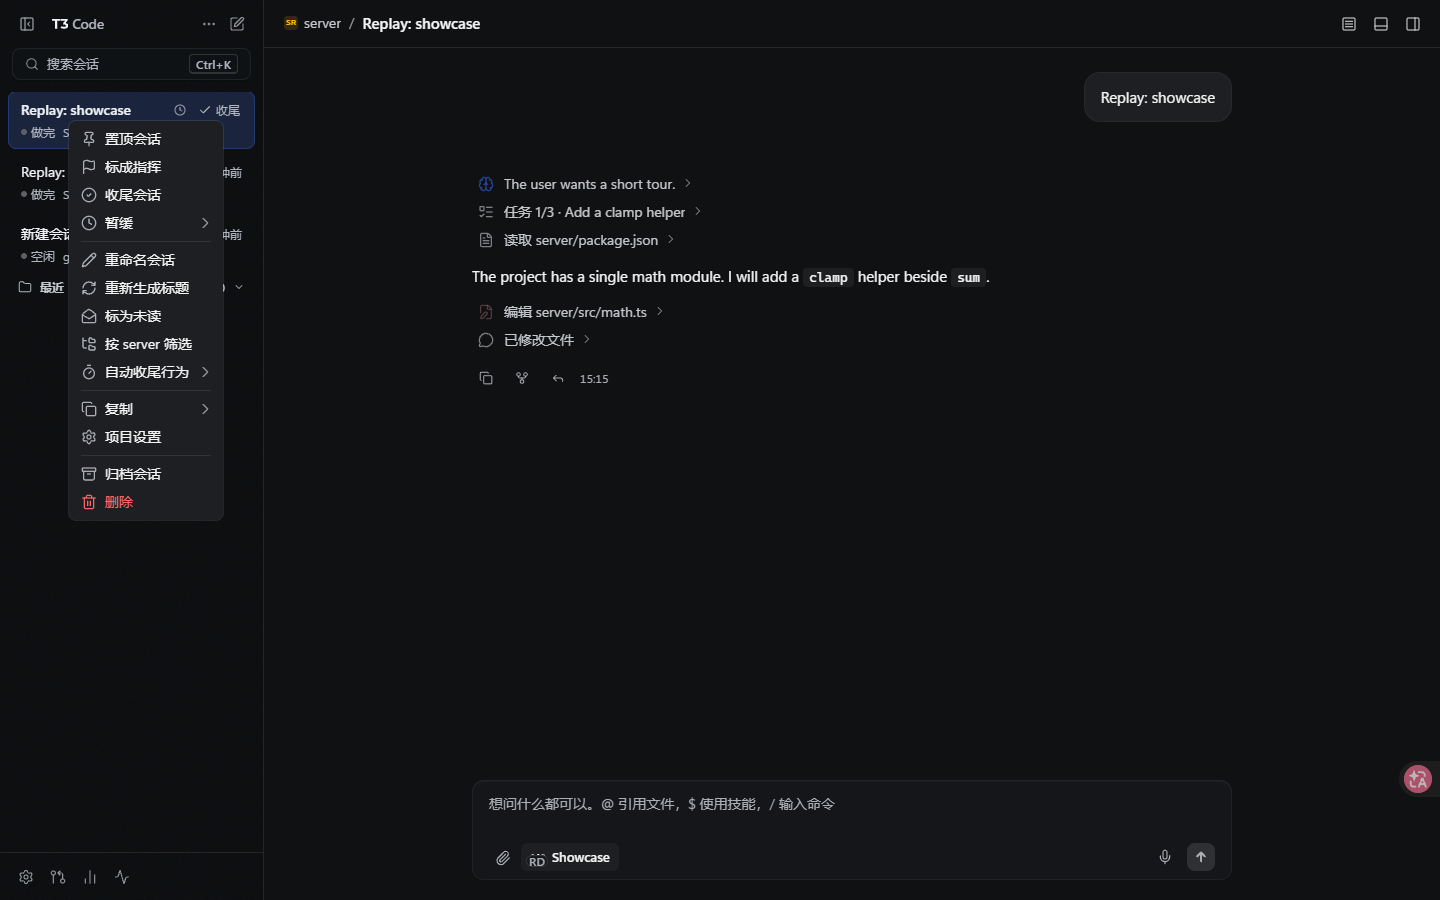 T3 Code
搜索会话
Ctrl+K
Replay: showcase
收尾
做完 S
Replay:
钟前
做完 S
新建会话
钟前
空闲 g
最近
置顶会话
标成指挥
收尾会话
暂缓
重命名会话
重新生成标题
标为未读
按 server 筛选
自动收尾行为
复制
项目设置
归档会话
删除
SR server / Replay: showcase
Replay: showcase
The user wants a short tour.
任务 1/3 · Add a clamp helper
读取 server/package.json
The project has a single math module. I will add a clamp helper beside sum.
编辑 server/src/math.ts
已修改文件
15:15
想问什么都可以。@ 引用文件，$ 使用技能，/ 输入命令
RD Showcase